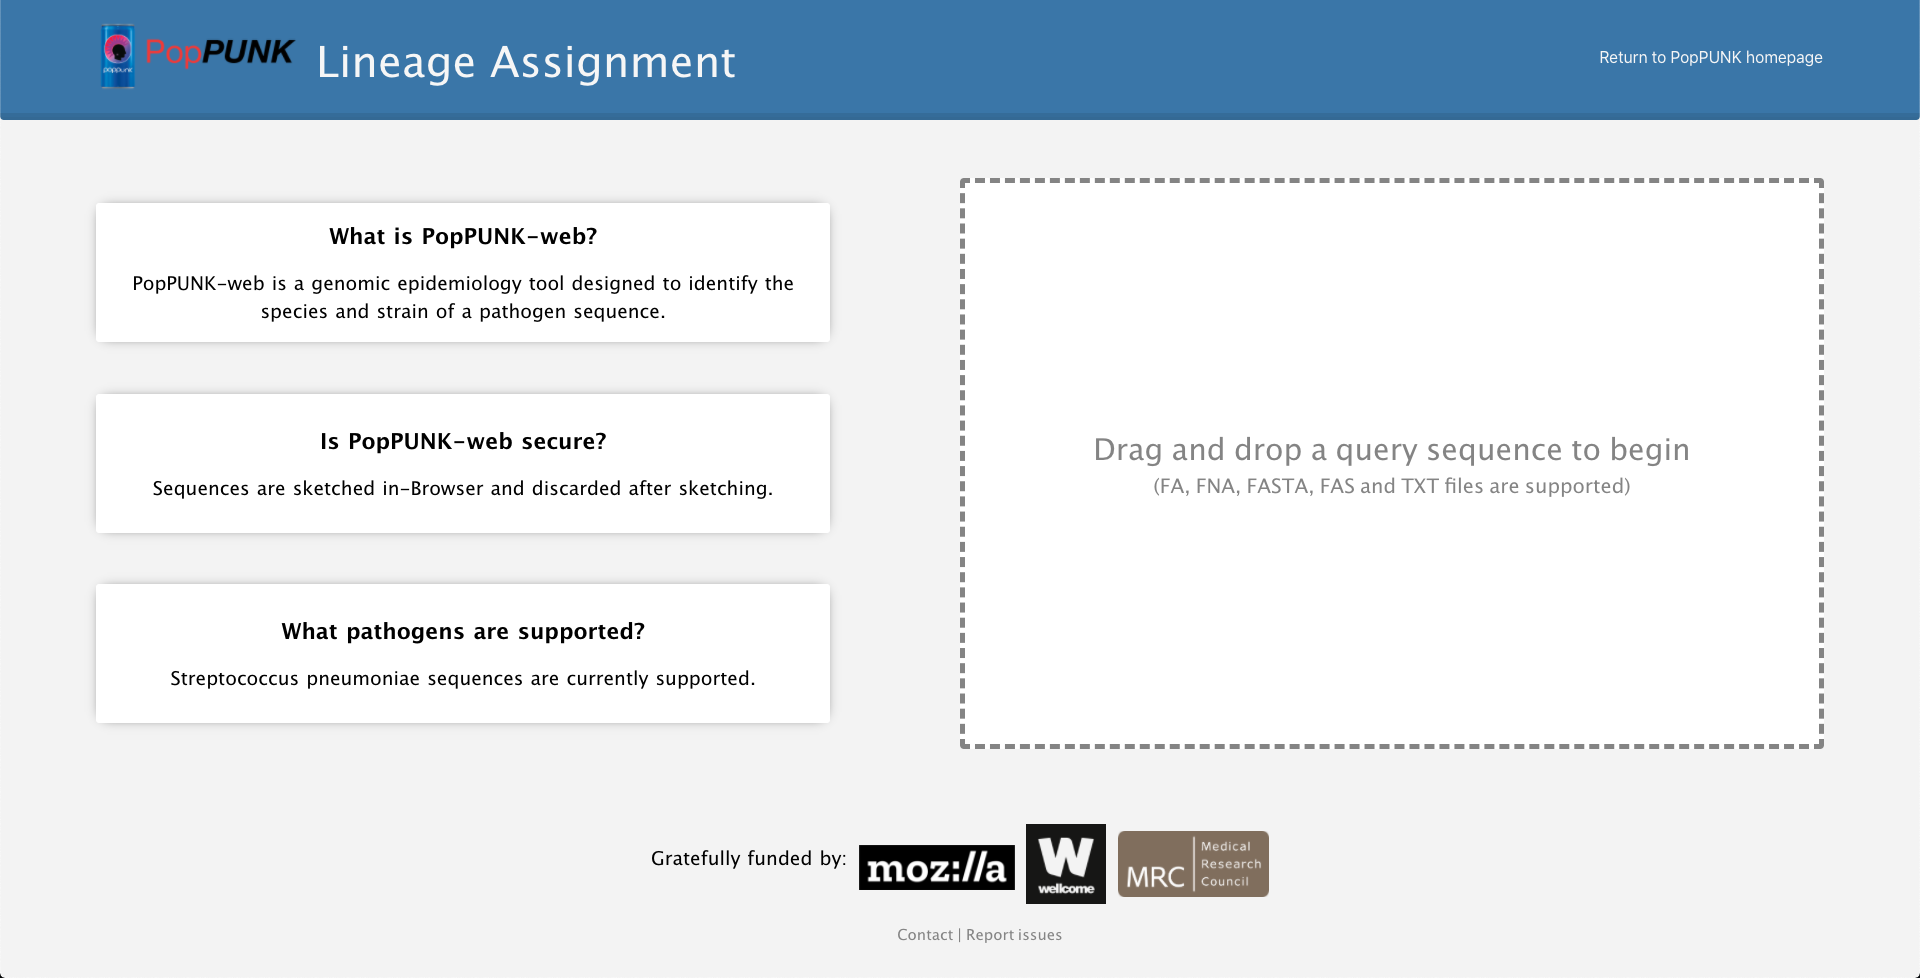 poppunk
PopPUNK
Lineage Assignment
Return to PopPUNK homepage
What is PopPUNK-web?
PopPUNK-web is a genomic epidemiology tool designed to identify the
species and strain of a pathogen sequence.
Is PopPUNK-web secure?
Sequences are sketched in-Browser and discarded after sketching.
What pathogens are supported?
Streptococcus pneumoniae sequences are currently supported.
Drag and drop a query sequence to begin
(FA, FNA, FASTA, FAS and TXT files are supported)
Gratefully funded by:
moz://a
W
wellcome
MRC
Medical
Research
Council
Contact | Report issues